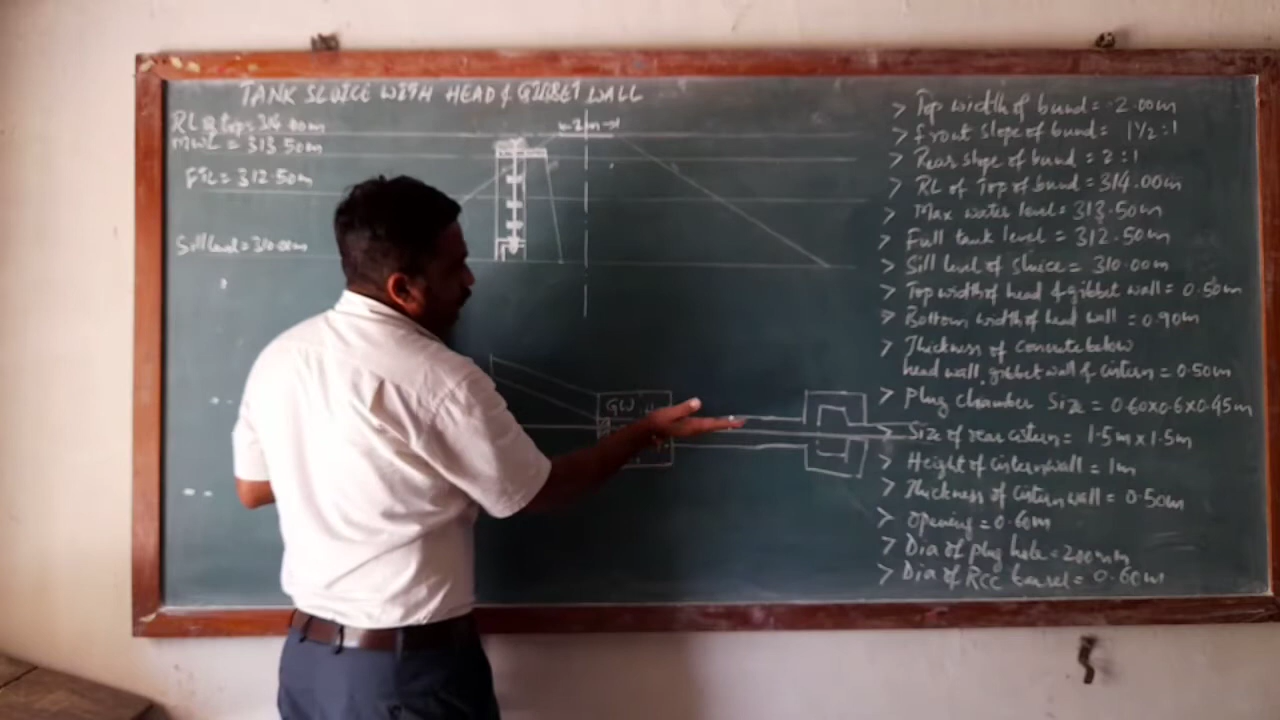 TANK SLUICE WITH HEAD & GIBBET WALL
RL @ top = 314.00m
MWL = 313.50m
FTL = 312.50m
Sill level = 310.00m
2m
GW
> Top width of bund = 2.00m
> front slope of bund = 1½:1
> Rear slope of bund = 2:1
> RL of Top of bund = 314.00m
> Max water level = 313.50m
> Full tank level = 312.50m
> Sill level of sluice = 310.00m
> Top width of head & gibbet wall = 0.50m
> Bottom width of head wall = 0.90m
> Thickness of concrete below
head wall, gibbet wall & cistern = 0.50m
> plug chamber Size = 0.60x0.6x0.45m
> Size of rear cistern = 1.5m x 1.5m
> Height of cistern wall = 1m
> Thickness of cistern wall = 0.50m
> opening = 0.60m
> Dia of plug hole = 200mm
> Dia of RCC barrel = 0.60m